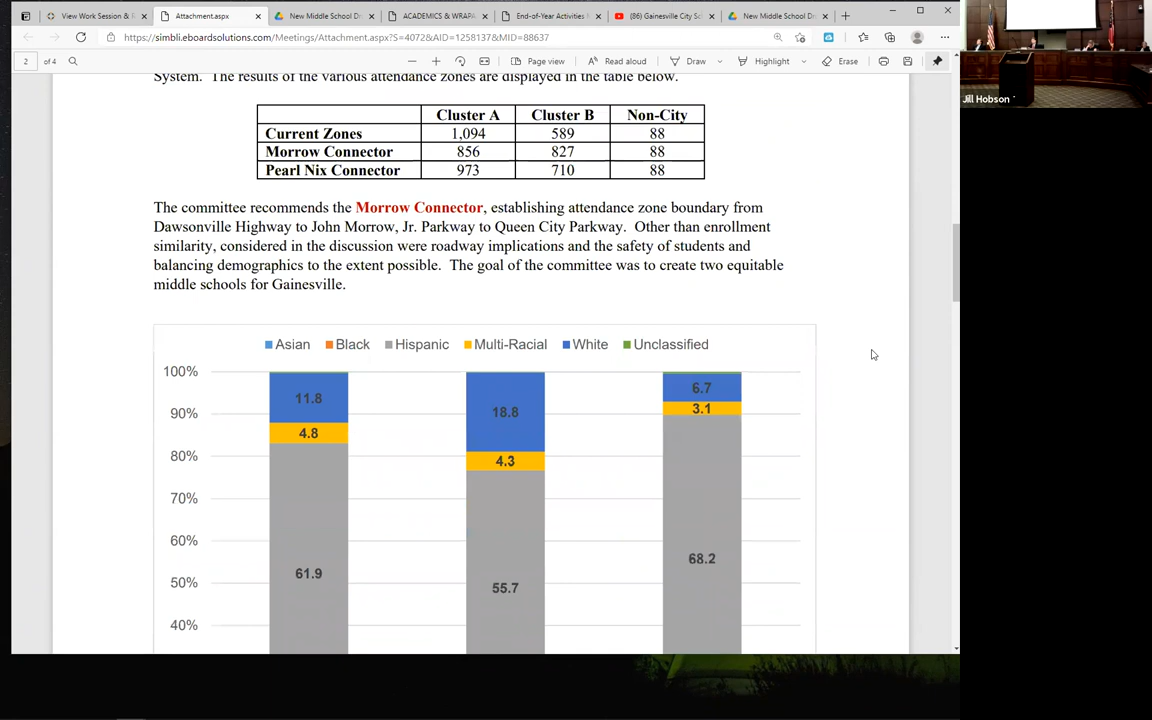 View Work Session & R
Attachment.aspx
New Middle School Dr
ACADEMICS & WRAPA
End-of-Year Activities
(86) Gainesville City Sc
New Middle School Dr
https://simbli.eboardsolutions.com/Meetings/Attachment.aspx?S=4072&AID=1258137&MID=88637
2 of 4
Page view
Read aloud
Draw
Highlight
Erase
Jill Hobson
System. The results of the various attendance zones are displayed in the table below.
Cluster A Cluster B Non-City
Current Zones 1,094 589 88
Morrow Connector 856 827 88
Pearl Nix Connector 973 710 88
The committee recommends the Morrow Connector, establishing attendance zone boundary from
Dawsonville Highway to John Morrow, Jr. Parkway to Queen City Parkway. Other than enrollment
similarity, considered in the discussion were roadway implications and the safety of students and
balancing demographics to the extent possible. The goal of the committee was to create two equitable
middle schools for Gainesville.
Asian Black Hispanic Multi-Racial White Unclassified
100%
11.8 18.8 6.7
90%
4.8 4.3 3.1
80%
70%
60%
61.9 55.7 68.2
50%
40%